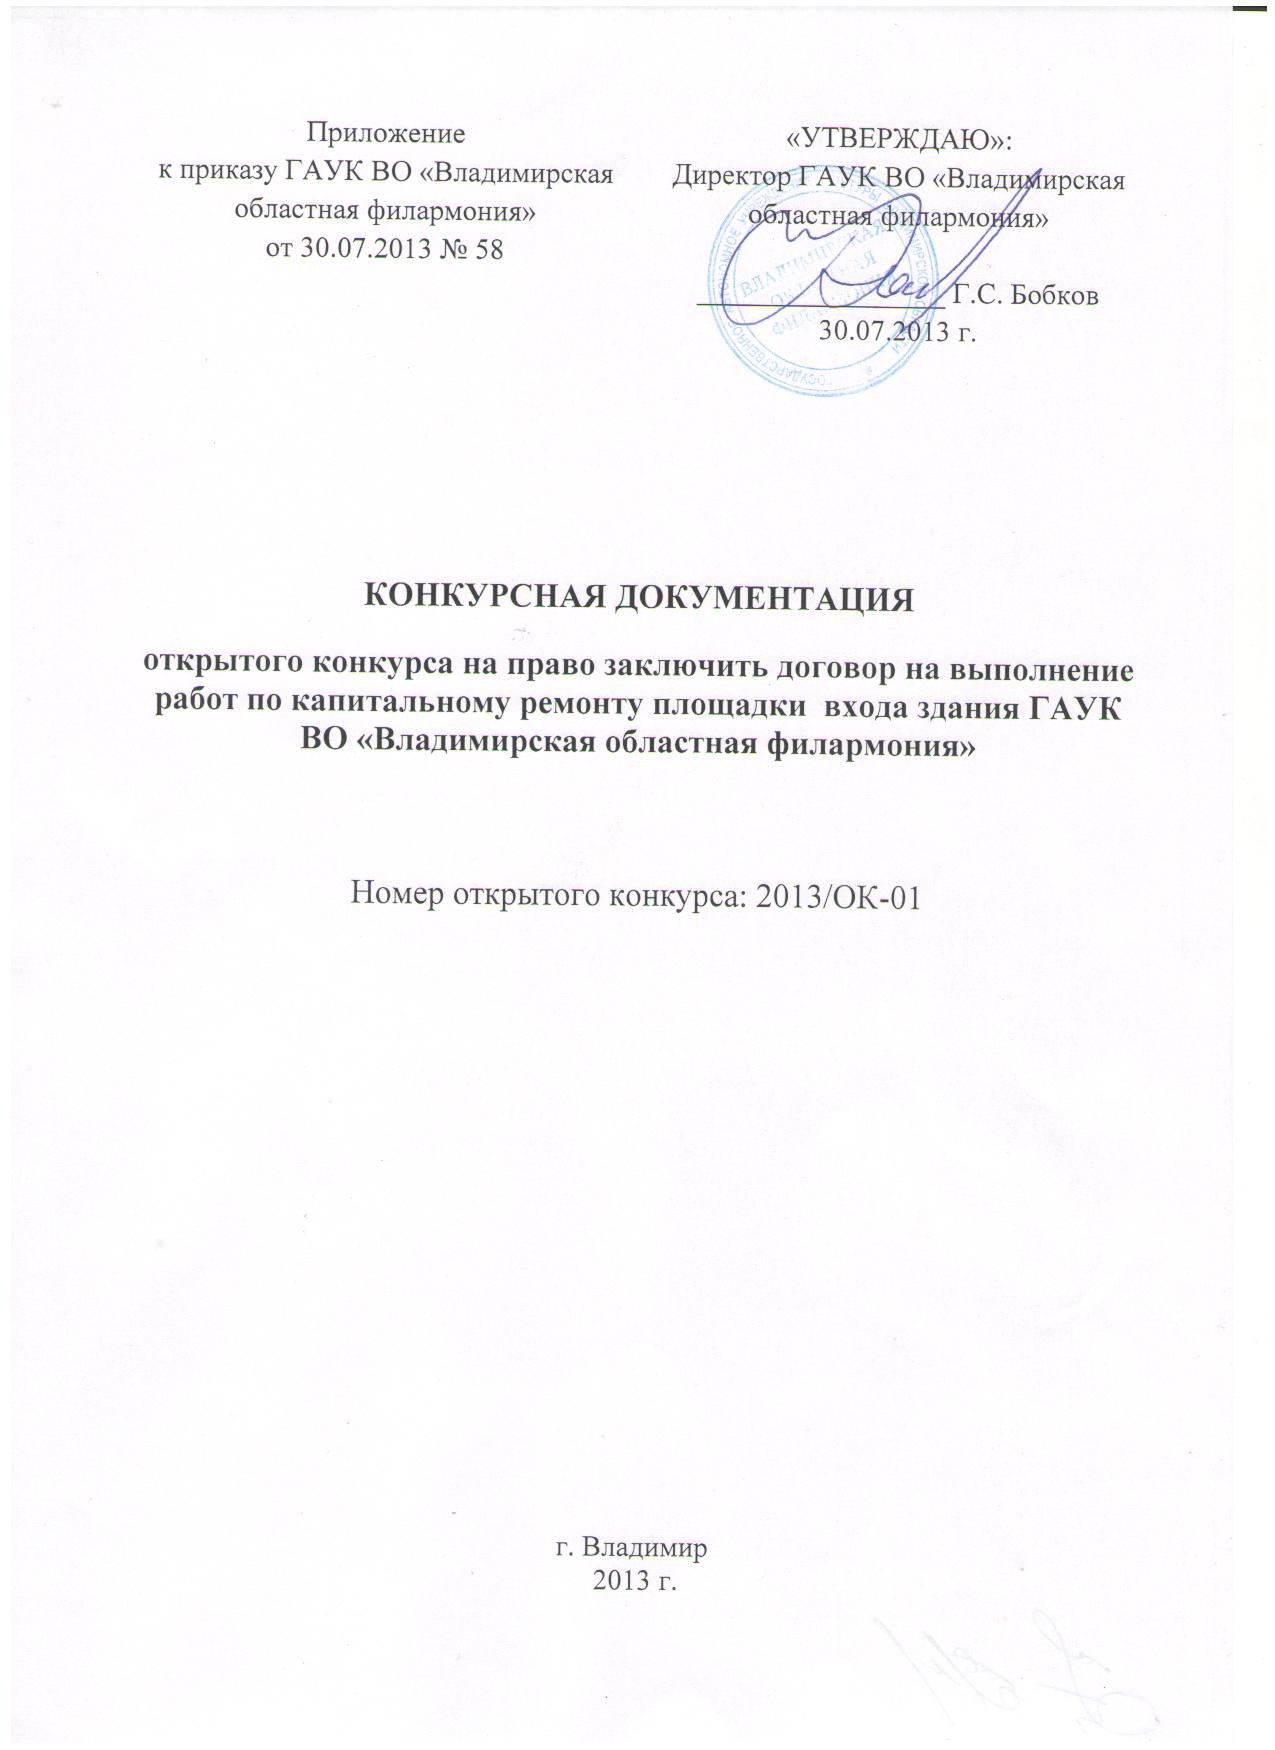 Приложение
к приказу ГАУК ВО «Владимирская
областная филармония»
от 30.07.2013 № 58
«УТВЕРЖДАЮ»:
Директор ГАУК ВО «Владимирская
областная филармония»
Г.С. Бобков
30.07.2013 г.
ВЛАДИМИРСКАЯ
КОНКУРСНАЯ ДОКУМЕНТАЦИЯ
открытого конкурса на право заключить договор на выполнение
работ по капитальному ремонту площадки входа здания ГАУК
ВО «Владимирская областная филармония»
Номер открытого конкурса: 2013/ОК-01
г. Владимир
2013 г.